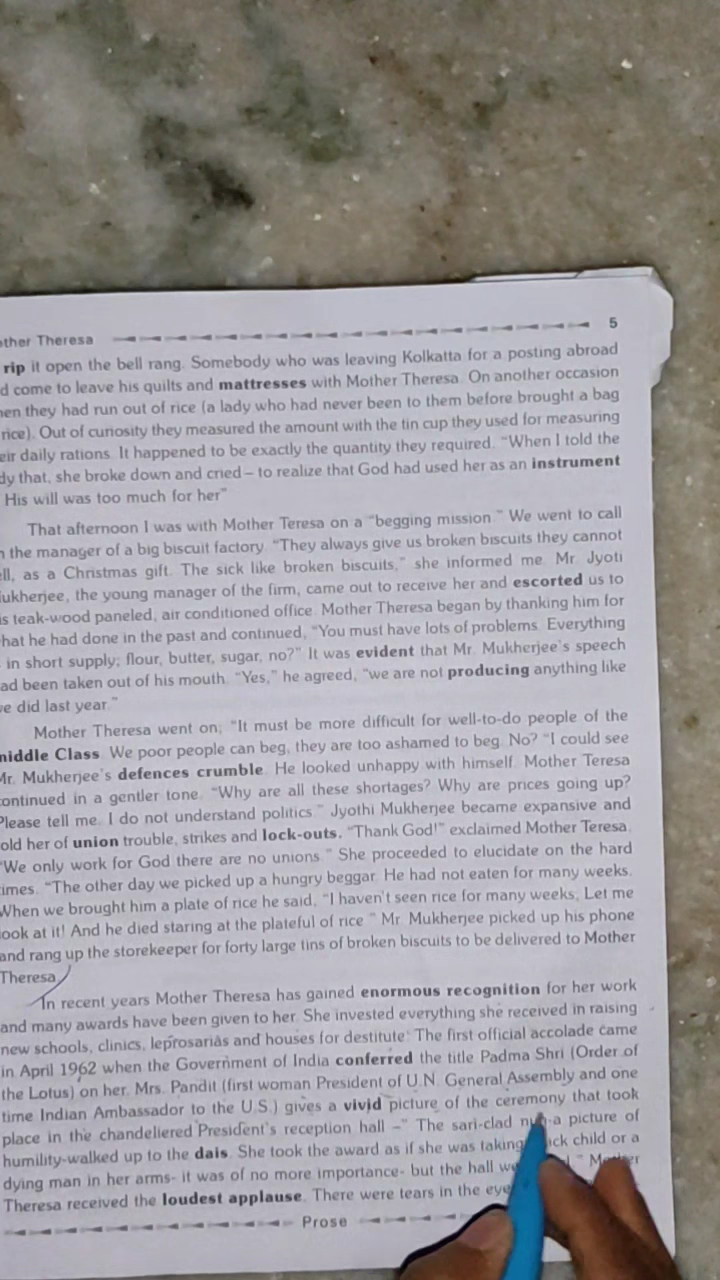 other Theresa 5
rip it open the bell rang. Somebody who was leaving Kolkatta for a posting abroad
d come to leave his quilts and mattresses with Mother Theresa. On another occasion
hen they had run out of rice (a lady who had never been to them before brought a bag
rice). Out of curiosity they measured the amount with the tin cup they used for measuring
eir daily rations. It happened to be exactly the quantity they required. "When I told the
dy that, she broke down and cried – to realize that God had used her as an instrument
His will was too much for her"
That afternoon I was with Mother Teresa on a "begging mission." We went to call
n the manager of a big biscuit factory. "They always give us broken biscuits they cannot
ell, as a Christmas gift. The sick like broken biscuits," she informed me. Mr. Jyoti
ukherjee, the young manager of the firm, came out to receive her and escorted us to
is teak-wood paneled, air conditioned office. Mother Theresa began by thanking him for
hat he had done in the past and continued, "You must have lots of problems. Everything
in short supply; flour, butter, sugar, no?" It was evident that Mr. Mukherjee's speech
ad been taken out of his mouth. "Yes," he agreed, "we are not producing anything like
e did last year."
Mother Theresa went on; "It must be more difficult for well-to-do people of the
middle Class. We poor people can beg, they are too ashamed to beg. No? "I could see
Mr. Mukherjee's defences crumble. He looked unhappy with himself. Mother Teresa
continued in a gentler tone. "Why are all these shortages? Why are prices going up?
Please tell me. I do not understand politics." Jyothi Mukherjee became expansive and
old her of union trouble, strikes and lock-outs. "Thank God!" exclaimed Mother Teresa.
"We only work for God there are no unions." She proceeded to elucidate on the hard
times. "The other day we picked up a hungry beggar. He had not eaten for many weeks.
When we brought him a plate of rice he said, "I haven't seen rice for many weeks; Let me
look at it! And he died staring at the plateful of rice." Mr. Mukherjee picked up his phone
and rang up the storekeeper for forty large tins of broken biscuits to be delivered to Mother
Theresa.
In recent years Mother Theresa has gained enormous recognition for her work
and many awards have been given to her. She invested everything she received in raising
new schools, clinics, leprosarias and houses for destitute. The first official accolade came
in April 1962 when the Government of India conferred the title Padma Shri (Order of
the Lotus) on her. Mrs. Pandit (first woman President of U.N. General Assembly and one
time Indian Ambassador to the U.S.) gives a vivid picture of the ceremony that took
place in the chandeliered President's reception hall –" The sari-clad a picture of
humility-walked up to the dais. She took the award as if she was taking child or a
dying man in her arms- it was of no more importance- but the hall
Theresa received the loudest applause. There were tears in the
Prose